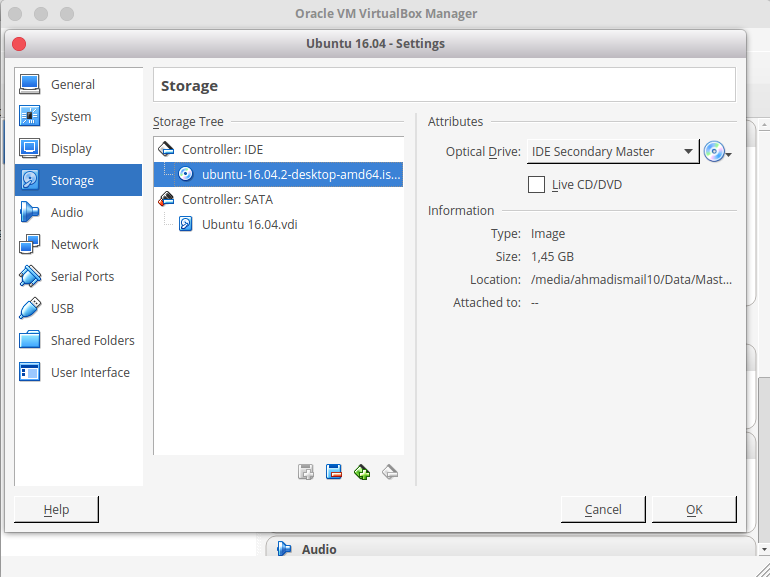 Oracle VM VirtualBox Manager
Ubuntu 16.04 - Settings
General
System
Display
Storage
Audio
Network
Serial Ports
USB
Shared Folders
User Interface
Storage
Storage Tree
Controller: IDE
ubuntu-16.04.2-desktop-amd64.is...
Controller: SATA
Ubuntu 16.04.vdi
Attributes
Optical Drive: IDE Secondary Master
Live CD/DVD
Information
Type: Image
Size: 1,45 GB
Location: /media/ahmadismail10/Data/Mast...
Attached to: --
Help
Cancel
OK
Audio